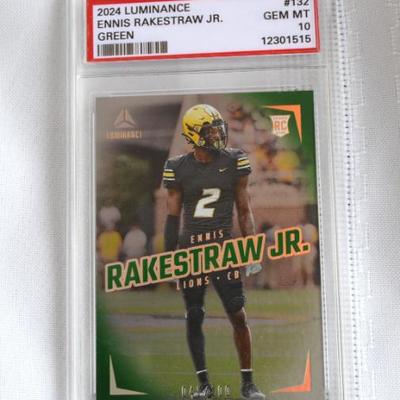 2024 LUMINANCE #132
ENNIS RAKESTRAW JR. GEM MT
GREEN 10
12301515
LUMINANCE
RC
2
ENNIS
RAKESTRAW JR.
LIONS · CB